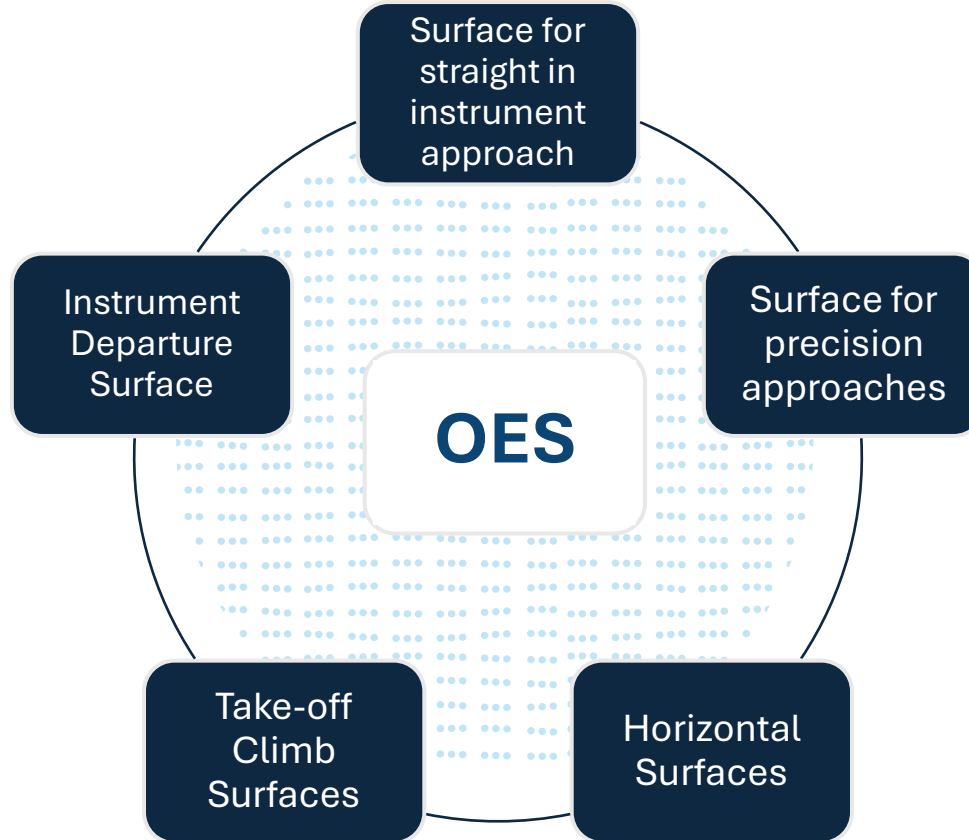 Surface for
straight in
instrument
approach
Instrument
Departure
Surface
Surface for
precision
approaches
OES
Take-off
Climb
Surfaces
Horizontal
Surfaces